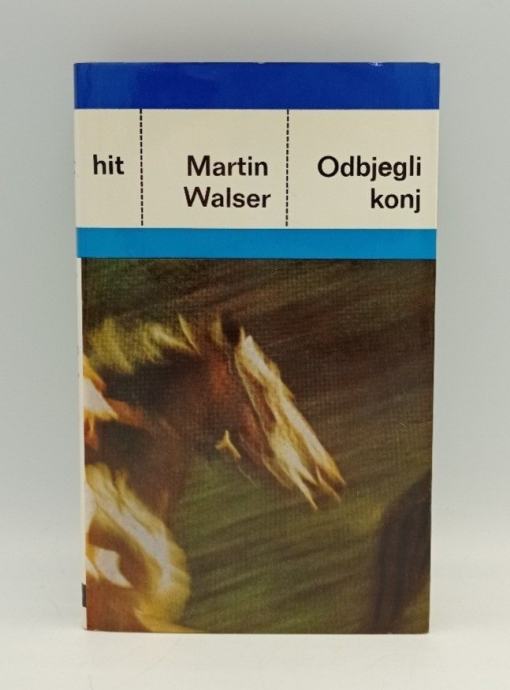 hit
Martin
Walser
Odbjegli
konj